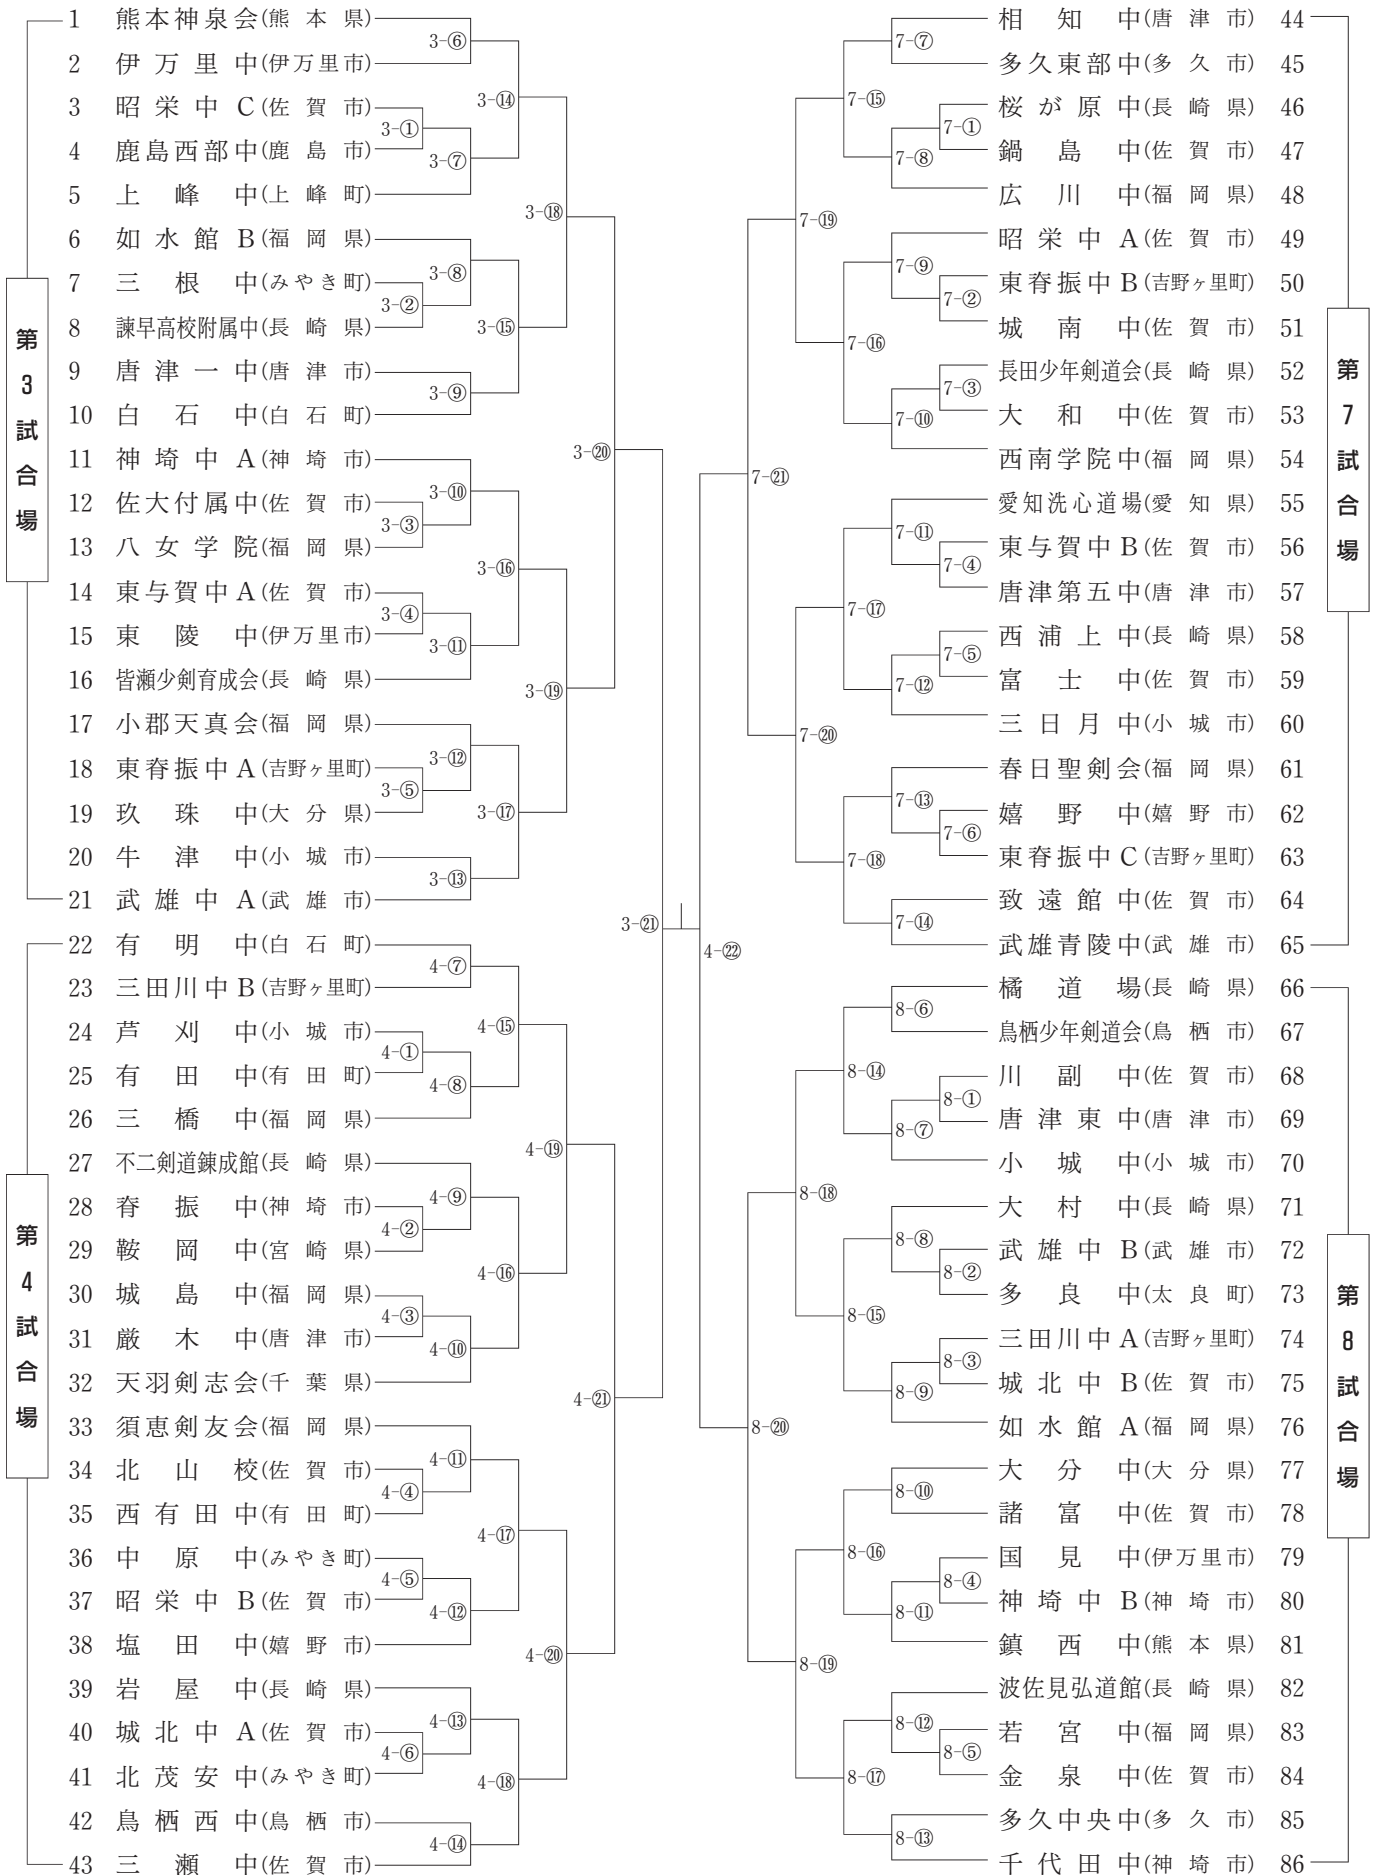 1 熊本神泉会(熊本県)
2 伊万里中(伊万里市)
3 昭栄中C(佐賀市)
4 鹿島西部中(鹿島市)
5 上峰中(上峰町)
6 如水館B(福岡県)
7 三根中(みやき町)
8 諫早高校附属中(長崎県)
9 唐津一中(唐津市)
10 白石中(白石町)
11 神埼中A(神埼市)
12 佐大付属中(佐賀市)
13 八女学院(福岡県)
14 東与賀中A(佐賀市)
15 東陵中(伊万里市)
16 皆瀬少剣育成会(長崎県)
17 小郡天真会(福岡県)
18 東脊振中A(吉野ヶ里町)
19 玖珠中(大分県)
20 牛津中(小城市)
21 武雄中A(武雄市)
22 有明中(白石町)
23 三田川中B(吉野ヶ里町)
24 芦刈中(小城市)
25 有田中(有田町)
26 三橋中(福岡県)
27 不二剣道錬成館(長崎県)
28 脊振中(神埼市)
29 鞍岡中(宮崎県)
30 城島中(福岡県)
31 厳木中(唐津市)
32 天羽剣志会(千葉県)
33 須恵剣友会(福岡県)
34 北山校(佐賀市)
35 西有田中(有田町)
36 中原中(みやき町)
37 昭栄中B(佐賀市)
38 塩田中(嬉野市)
39 岩屋中(長崎県)
40 城北中A(佐賀市)
41 北茂安中(みやき町)
42 鳥栖西中(鳥栖市)
43 三瀬中(佐賀市)
第3試合場
第4試合場
3-①
3-②
3-③
3-④
3-⑤
3-⑥
3-⑦
3-⑧
3-⑨
3-⑩
3-⑪
3-⑫
3-⑬
3-⑭
3-⑮
3-⑯
3-⑰
3-⑱
3-⑲
3-⑳
3-㉑
4-①
4-②
4-③
4-④
4-⑤
4-⑥
4-⑦
4-⑧
4-⑨
4-⑩
4-⑪
4-⑫
4-⑬
4-⑭
4-⑮
4-⑯
4-⑰
4-⑱
4-⑲
4-⑳
4-㉑
4-㉒
相知中(唐津市) 44
多久東部中(多久市) 45
桜が原中(長崎県) 46
鍋島中(佐賀市) 47
広川中(福岡県) 48
昭栄中A(佐賀市) 49
東脊振中B(吉野ヶ里町) 50
城南中(佐賀市) 51
長田少年剣道会(長崎県) 52
大和中(佐賀市) 53
西南学院中(福岡県) 54
愛知洗心道場(愛知県) 55
東与賀中B(佐賀市) 56
唐津第五中(唐津市) 57
西浦上中(長崎県) 58
富士中(佐賀市) 59
三日月中(小城市) 60
春日聖剣会(福岡県) 61
嬉野中(嬉野市) 62
東脊振中C(吉野ヶ里町) 63
致遠館中(佐賀市) 64
武雄青陵中(武雄市) 65
橘道場(長崎県) 66
鳥栖少年剣道会(鳥栖市) 67
川副中(佐賀市) 68
唐津東中(唐津市) 69
小城中(小城市) 70
大村中(長崎県) 71
武雄中B(武雄市) 72
多良中(太良町) 73
三田川中A(吉野ヶ里町) 74
城北中B(佐賀市) 75
如水館A(福岡県) 76
大分中(大分県) 77
諸富中(佐賀市) 78
国見中(伊万里市) 79
神埼中B(神埼市) 80
鎮西中(熊本県) 81
波佐見弘道館(長崎県) 82
若宮中(福岡県) 83
金泉中(佐賀市) 84
多久中央中(多久市) 85
千代田中(神埼市) 86
第7試合場
第8試合場
7-①
7-②
7-③
7-④
7-⑤
7-⑥
7-⑦
7-⑧
7-⑨
7-⑩
7-⑪
7-⑫
7-⑬
7-⑭
7-⑮
7-⑯
7-⑰
7-⑱
7-⑲
7-⑳
7-㉑
8-①
8-②
8-③
8-④
8-⑤
8-⑥
8-⑦
8-⑧
8-⑨
8-⑩
8-⑪
8-⑫
8-⑬
8-⑭
8-⑮
8-⑯
8-⑰
8-⑱
8-⑲
8-⑳